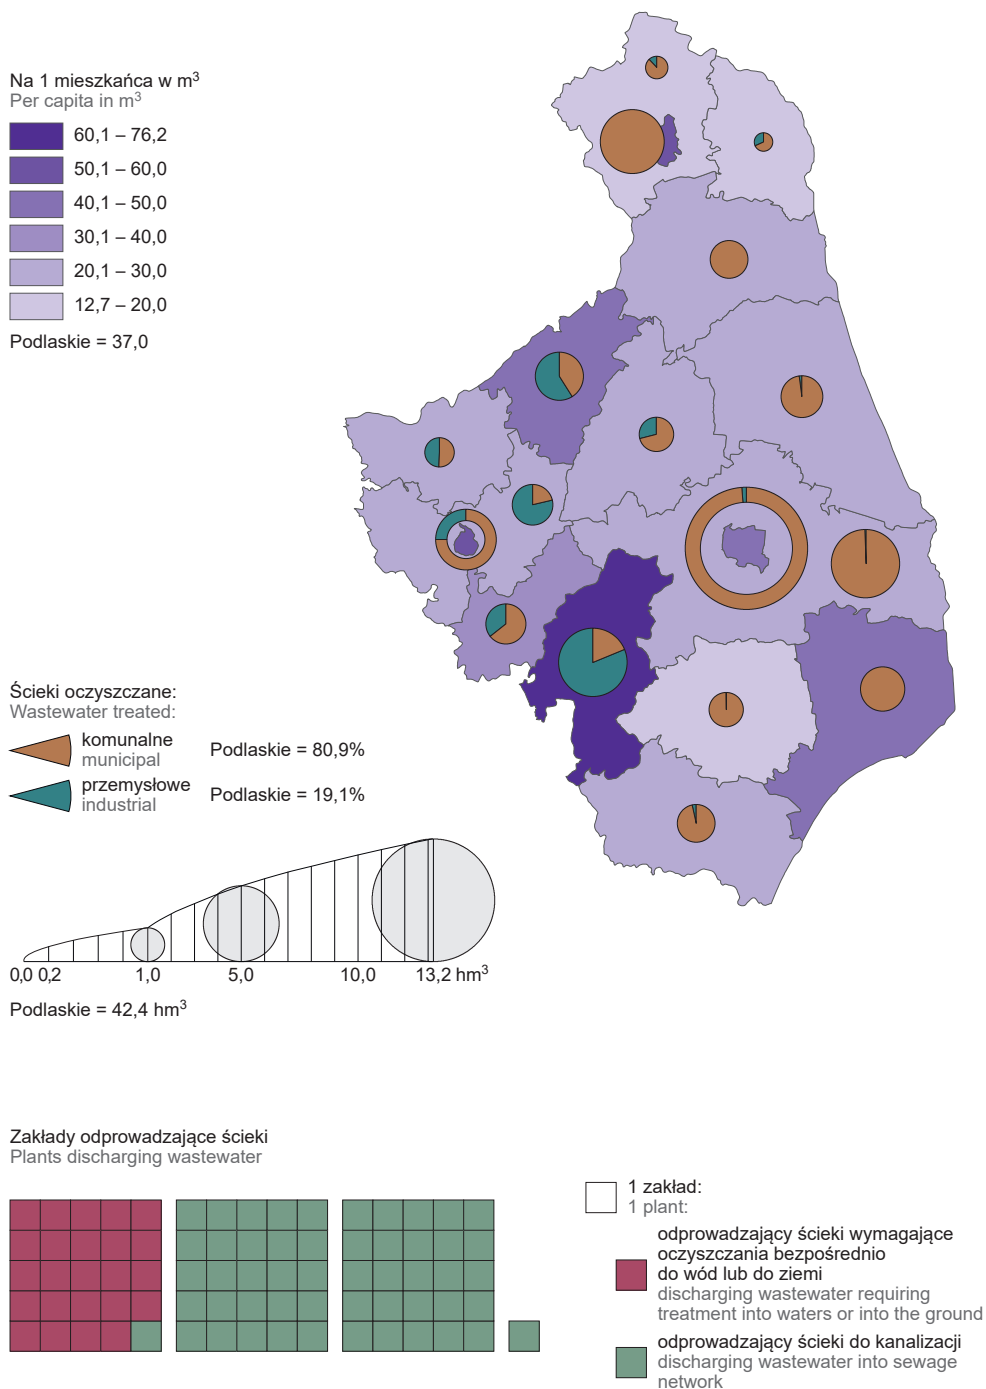 Na 1 mieszkańca w m³
Per capita in m³
60,1 – 76,2
50,1 – 60,0
40,1 – 50,0
30,1 – 40,0
20,1 – 30,0
12,7 – 20,0
Podlaskie = 37,0
Ścieki oczyszczane:
Wastewater treated:
komunalne
municipal
Podlaskie = 80,9%
przemysłowe
industrial
Podlaskie = 19,1%
0,0 0,2 1,0 5,0 10,0 13,2 hm³
Podlaskie = 42,4 hm³
Zakłady odprowadzające ścieki
Plants discharging wastewater
1 zakład:
1 plant:
odprowadzający ścieki wymagające
oczyszczania bezpośrednio
do wód lub do ziemi
discharging wastewater requiring
treatment into waters or into the ground
odprowadzający ścieki do kanalizacji
discharging wastewater into sewage
network